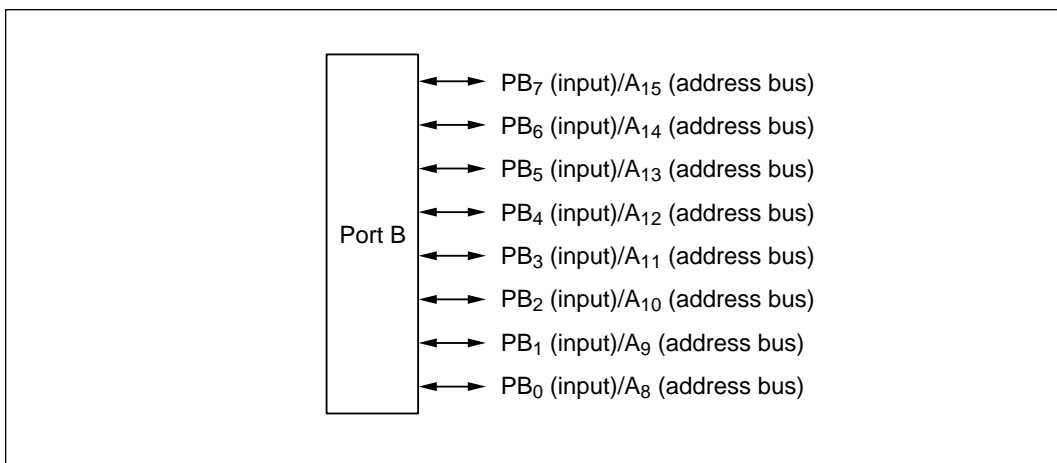 PB₇ (input)/A₁₅ (address bus)
PB₆ (input)/A₁₄ (address bus)
PB₅ (input)/A₁₃ (address bus)
PB₄ (input)/A₁₂ (address bus)
Port B
PB₃ (input)/A₁₁ (address bus)
PB₂ (input)/A₁₀ (address bus)
PB₁ (input)/A₉ (address bus)
PB₀ (input)/A₈ (address bus)